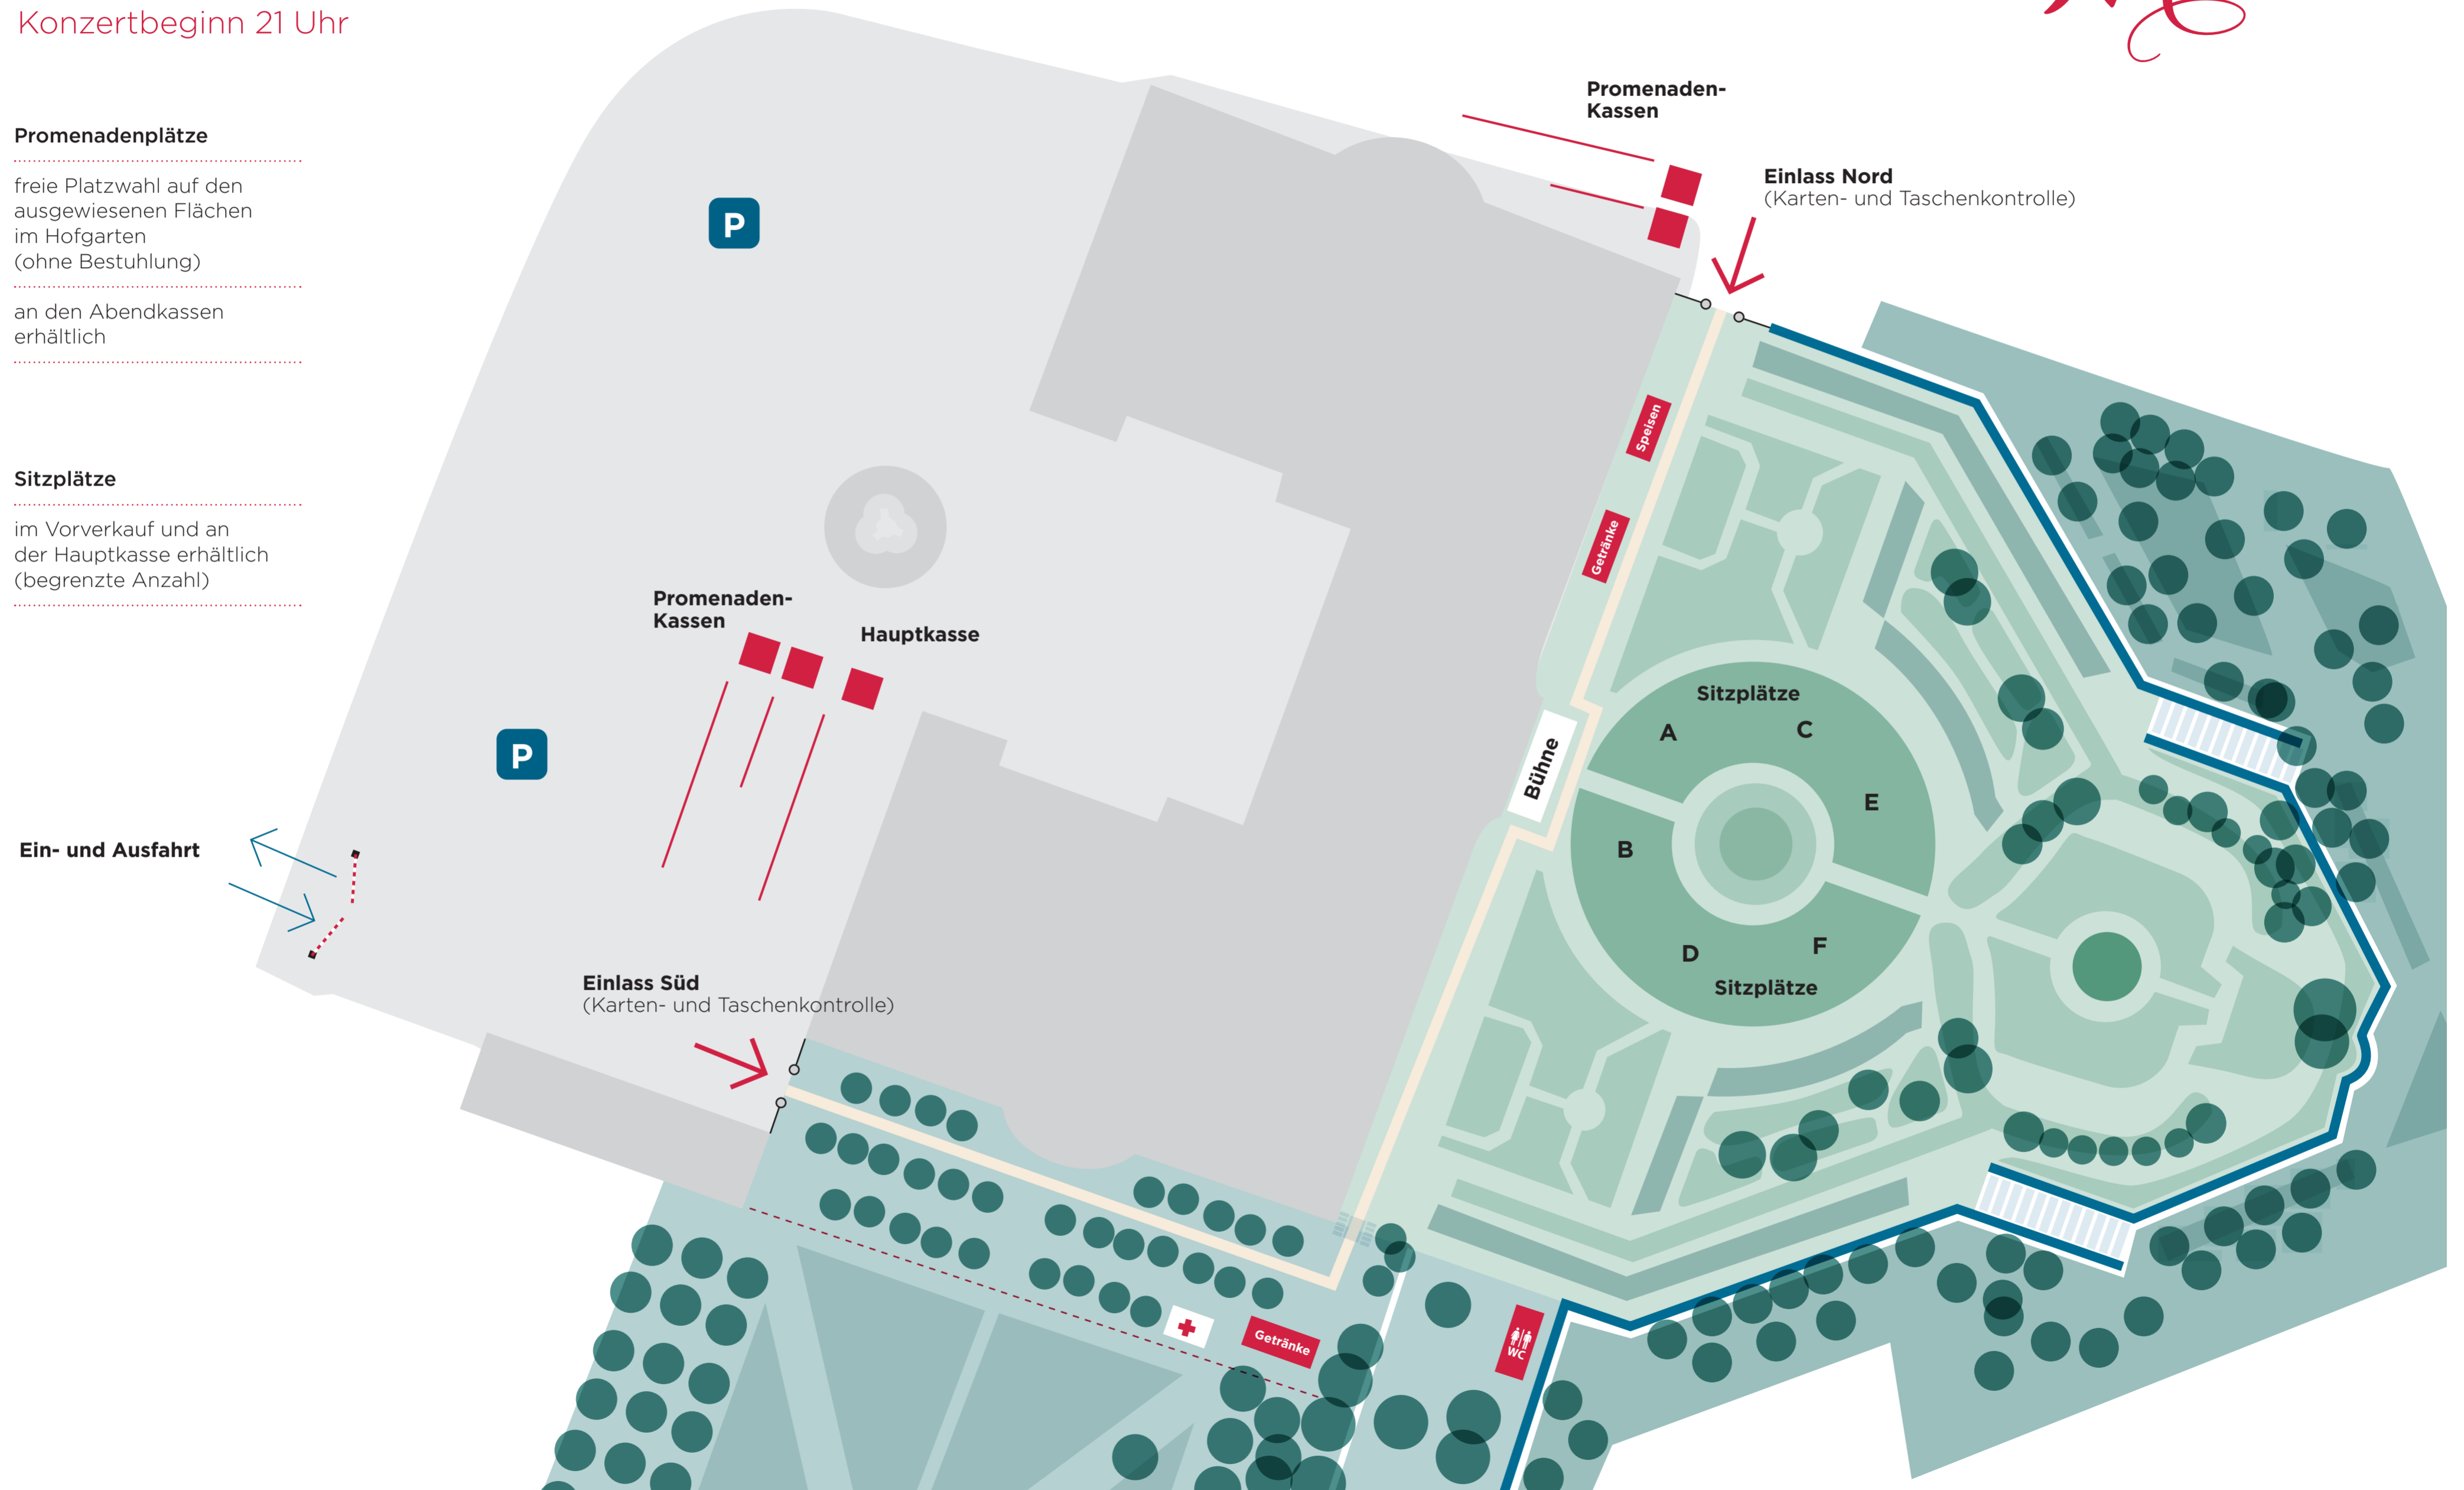 Konzertbeginn 21 Uhr
Promenadenplätze
freie Platzwahl auf den
ausgewiesenen Flächen
im Hofgarten
(ohne Bestuhlung)
an den Abendkassen
erhältlich
Sitzplätze
im Vorverkauf und an
der Hauptkasse erhältlich
(begrenzte Anzahl)
Ein- und Ausfahrt
P
P
Promenaden-
Kassen
Hauptkasse
Einlass Süd
(Karten- und Taschenkontrolle)
Promenaden-
Kassen
Einlass Nord
(Karten- und Taschenkontrolle)
Speisen
Getränke
Bühne
Sitzplätze
A
C
E
B
D
F
Sitzplätze
Getränke
WC